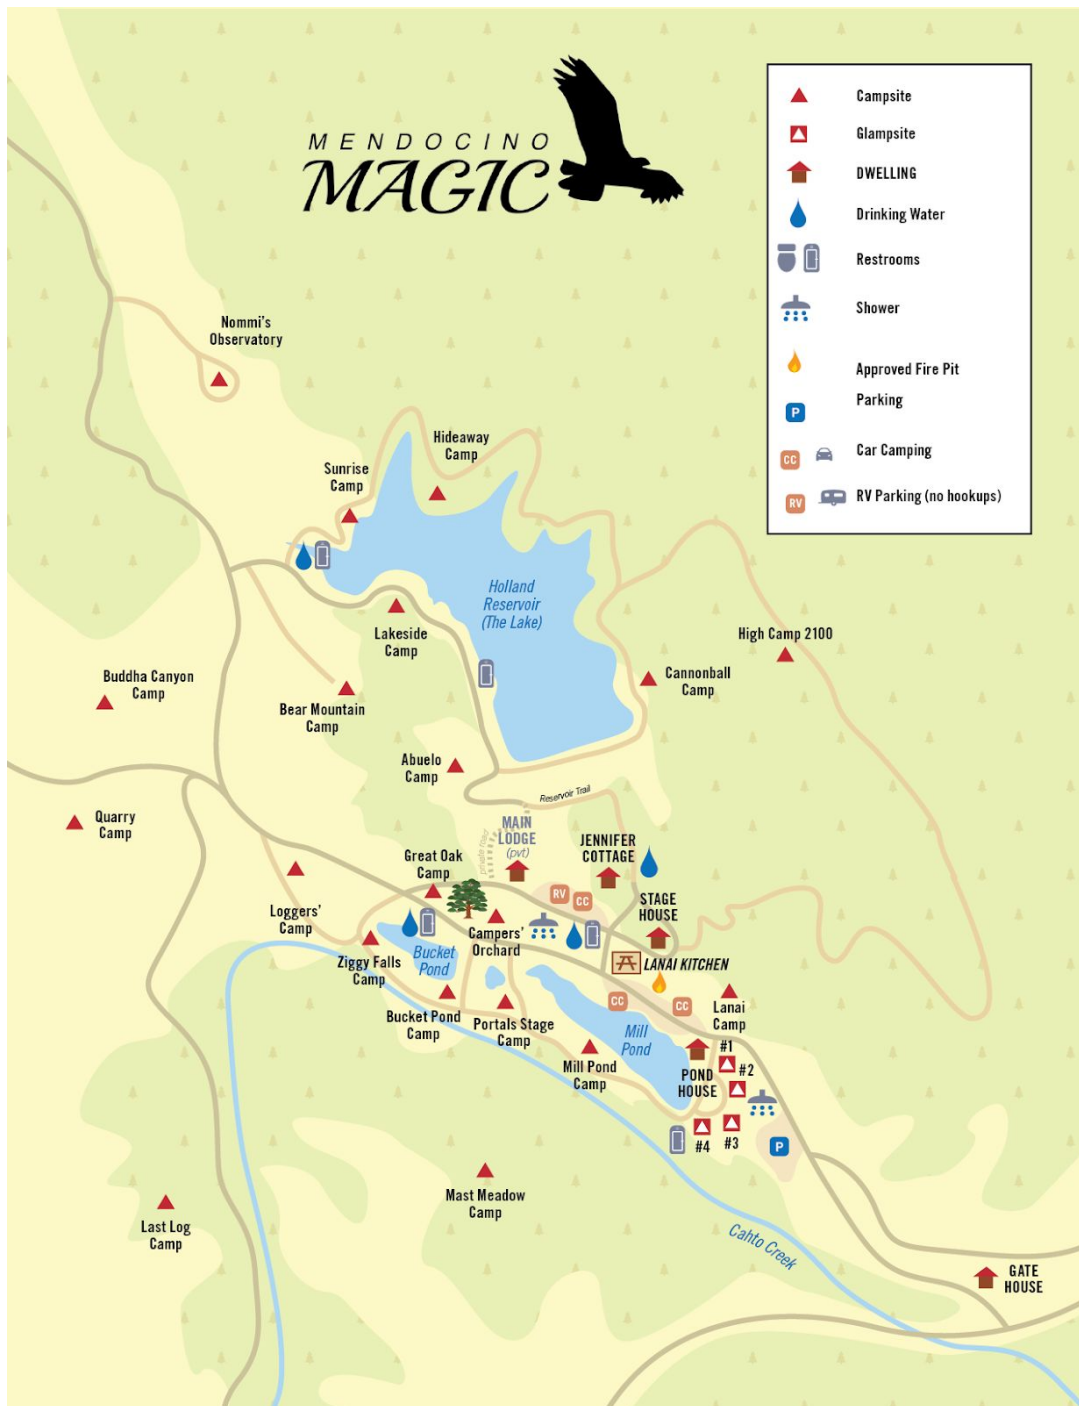 MENDOCINO
MAGIC
Campsite
Glampsite
DWELLING
Drinking Water
Restrooms
Shower
Approved Fire Pit
Parking
P
Car Camping
CC
RV Parking (no hookups)
RV
Nommi's
Observatory
Hideaway
Camp
Sunrise
Camp
Holland
Reservoir
(The Lake)
Lakeside
Camp
High Camp 2100
Cannonball
Camp
Buddha Canyon
Camp
Bear Mountain
Camp
Abuelo
Camp
Reservoir Trail
Quarry
Camp
MAIN
LODGE
(pvt)
private road
JENNIFER
COTTAGE
Great Oak
Camp
RV
CC
STAGE
HOUSE
Loggers'
Camp
Campers'
Orchard
Ziggy Falls
Camp
Bucket
Pond
LANAI KITCHEN
CC
CC
Lanai
Camp
Bucket Pond
Camp
Portals Stage
Camp
Mill
Pond
Mill Pond
Camp
POND
HOUSE
#1
#2
#3
#4
P
Mast Meadow
Camp
Last Log
Camp
Cahto Creek
GATE
HOUSE